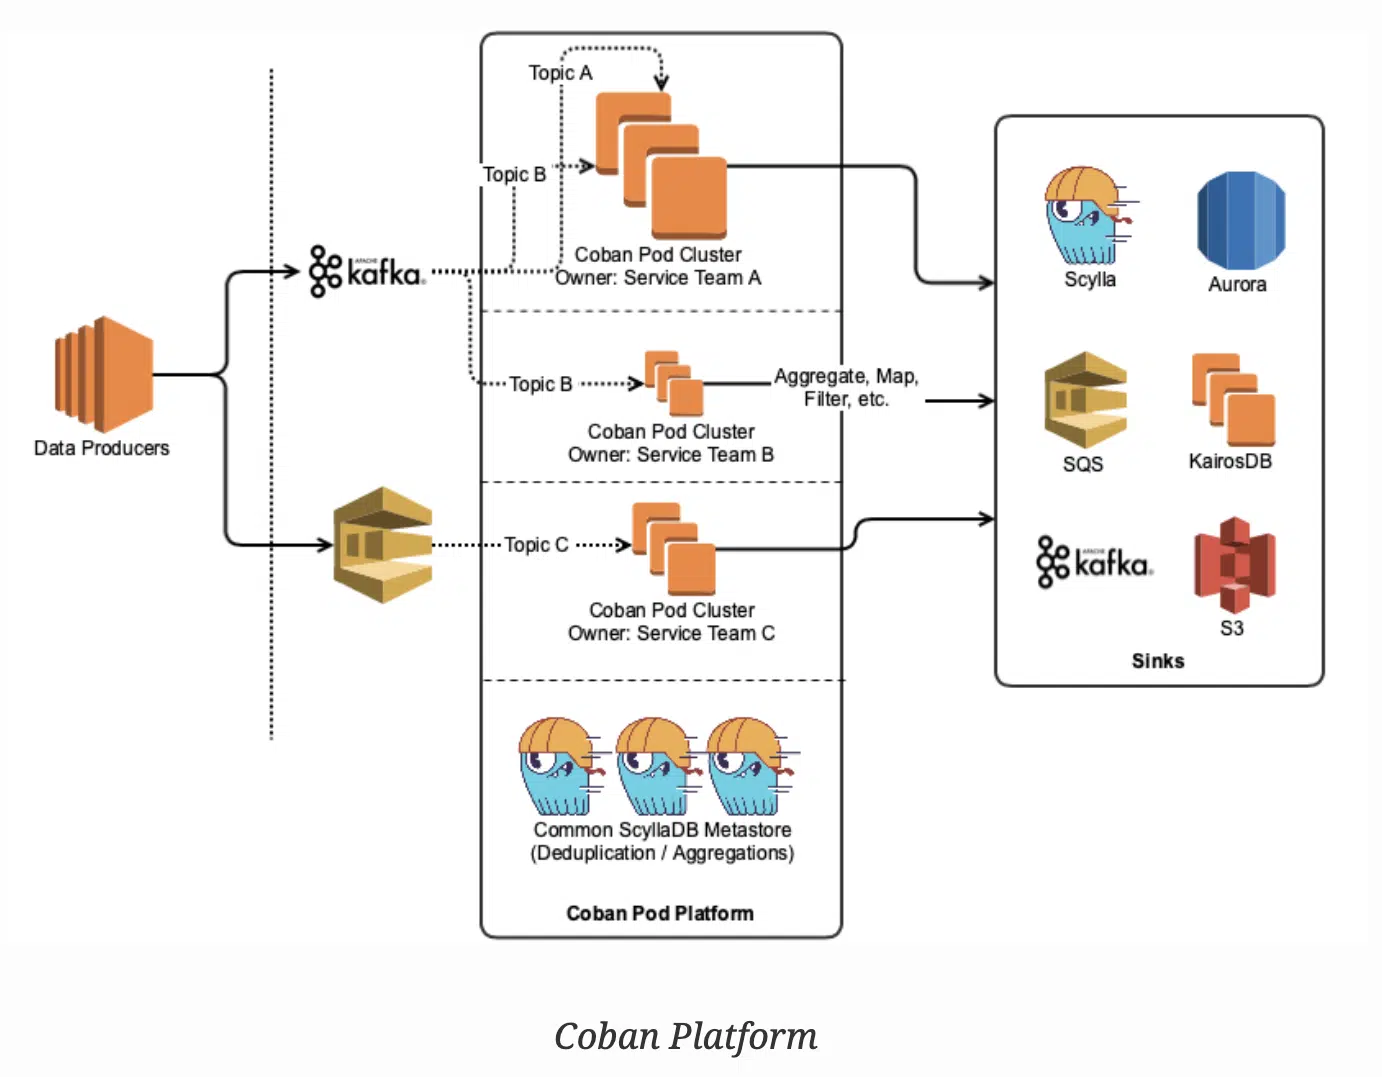 Topic A
Topic B
APACHE
kafka®
Coban Pod Cluster
Owner: Service Team A
Data Producers
Topic B
Aggregate, Map,
Filter, etc.
Coban Pod Cluster
Owner: Service Team B
Topic C
Coban Pod Cluster
Owner: Service Team C
Common ScyllaDB Metastore
(Deduplication / Aggregations)
Coban Pod Platform
Scylla
Aurora
SQS
KairosDB
APACHE
kafka®
S3
Sinks
Coban Platform